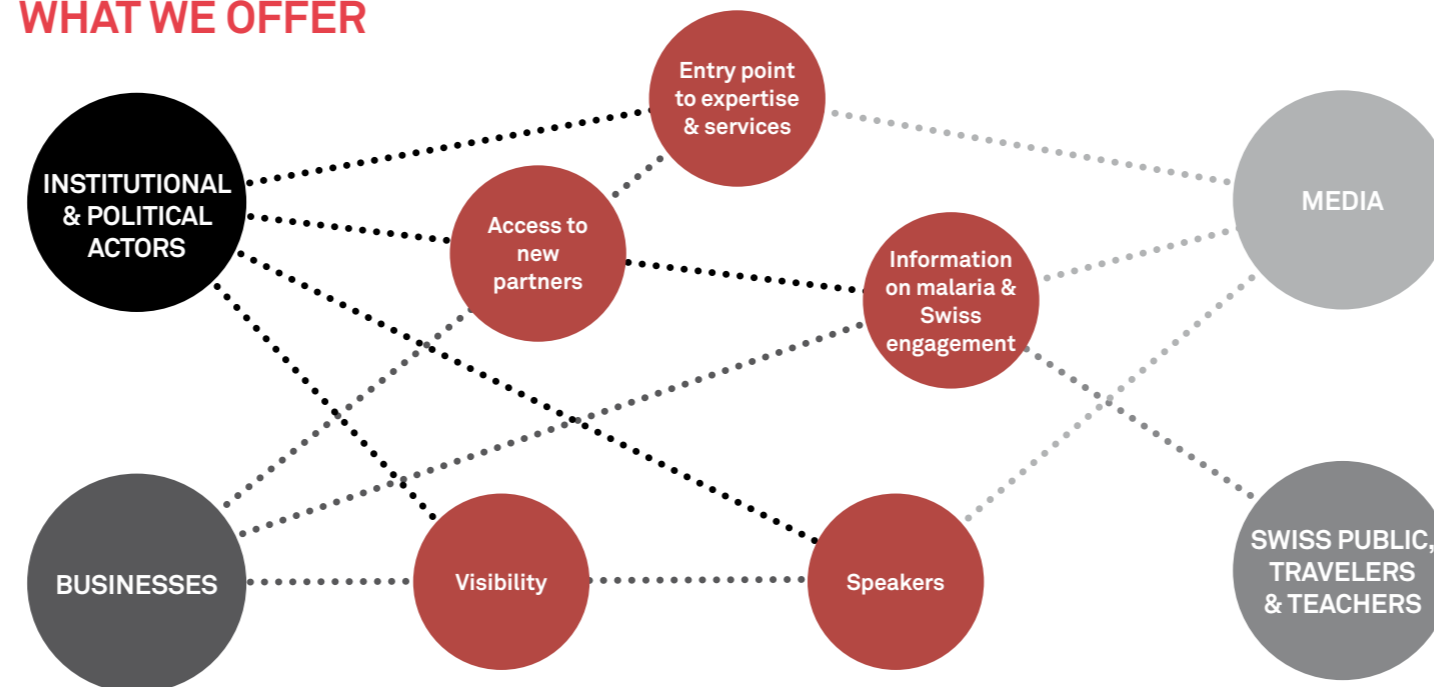 WHAT WE OFFER
Entry point
to expertise
& services
INSTITUTIONAL
& POLITICAL
ACTORS
Access to
new
partners
Information
on malaria &
Swiss
engagement
MEDIA
BUSINESSES
Visibility
Speakers
SWISS PUBLIC,
TRAVELERS
& TEACHERS